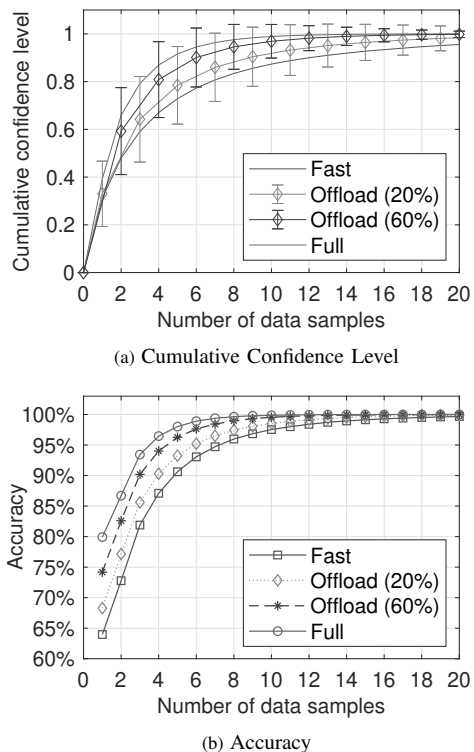 1
0.8
0.6
0.4
0.2
0
Cumulative confidence level
Fast
Offload (20%)
Offload (60%)
Full
0 2 4 6 8 10 12 14 16 18 20
Number of data samples
(a) Cumulative Confidence Level
100%
95%
90%
85%
80%
75%
70%
65%
60%
Accuracy
Fast
Offload (20%)
Offload (60%)
Full
0 2 4 6 8 10 12 14 16 18 20
Number of data samples
(b) Accuracy